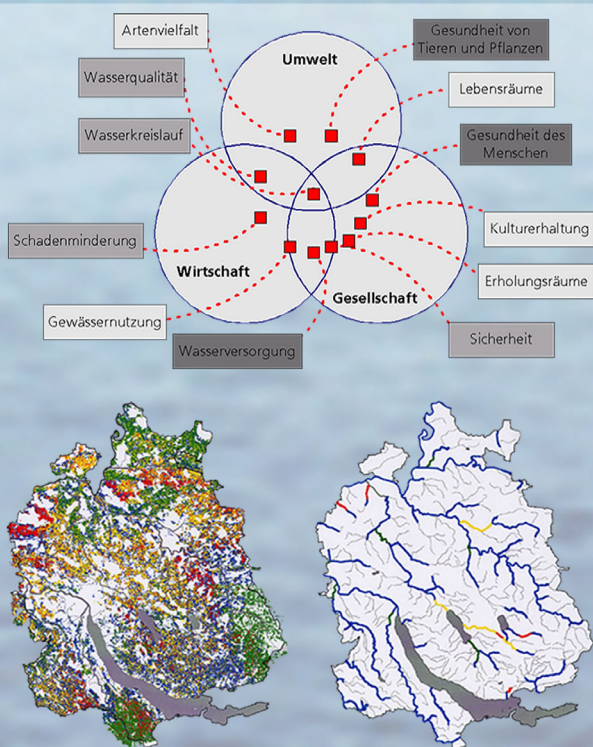 Artenvielfalt
Gesundheit von
Tieren und Pflanzen
Umwelt
Wasserqualität
Lebensräume
Wasserkreislauf
Gesundheit des
Menschen
Kulturerhaltung
Schadenminderung
Wirtschaft
Erholungsräume
Gesellschaft
Gewässernutzung
Sicherheit
Wasserversorgung